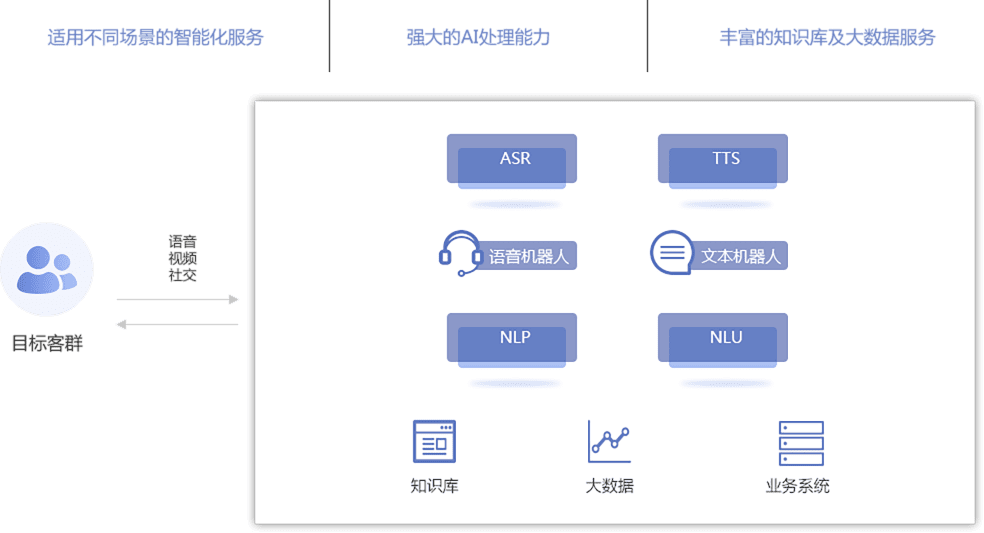 适用不同场景的智能化服务
强大的AI处理能力
丰富的知识库及大数据服务
ASR
TTS
语音
视频
社交
语音机器人
文本机器人
目标客群
NLP
NLU
知识库
大数据
业务系统